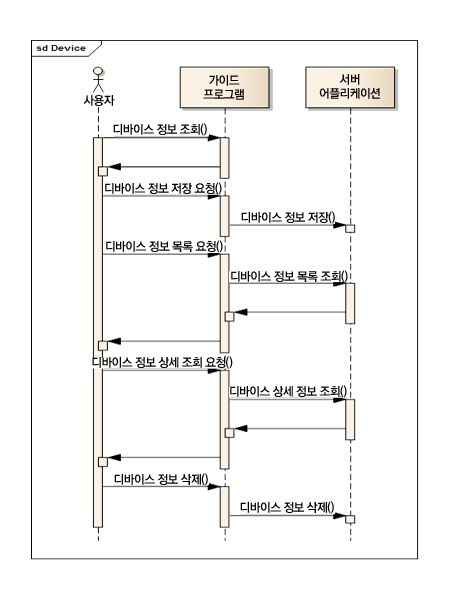 sd Device
사용자
가이드
프로그램
서버
어플리케이션
디바이스 정보 조회()
디바이스 정보 저장 요청()
디바이스 정보 저장()
디바이스 정보 목록 요청()
디바이스 정보 목록 조회()
디바이스 정보 상세 조회 요청()
디바이스 상세 정보 조회()
디바이스 정보 삭제()
디바이스 정보 삭제()